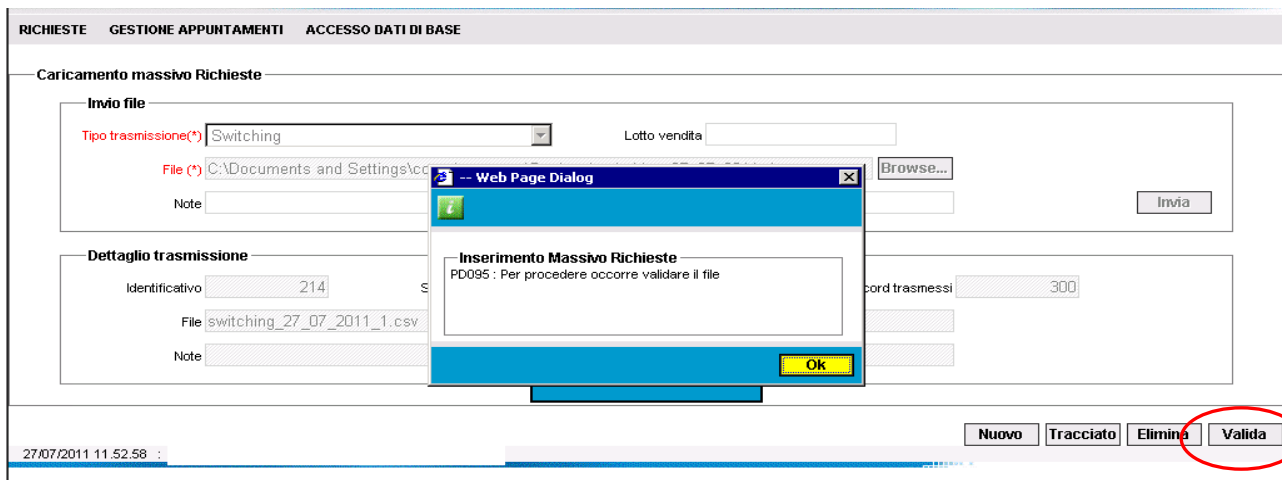 RICHIESTE GESTIONE APPUNTAMENTI ACCESSO DATI DI BASE
Caricamento massivo Richieste
Invio file
Tipo trasmissione(*) Switching Lotto vendita
File (*) C:\Documents and Settings\co Browse...
Note Invia
-- Web Page Dialog
Inserimento Massivo Richieste
PD095 : Per procedere occorre validare il file
Ok
Dettaglio trasmissione
Identificativo 214 S cord trasmessi 300
File switching_27_07_2011_1.csv
Note
Nuovo Tracciato Elimina Valida
27/07/2011 11.52.58 :